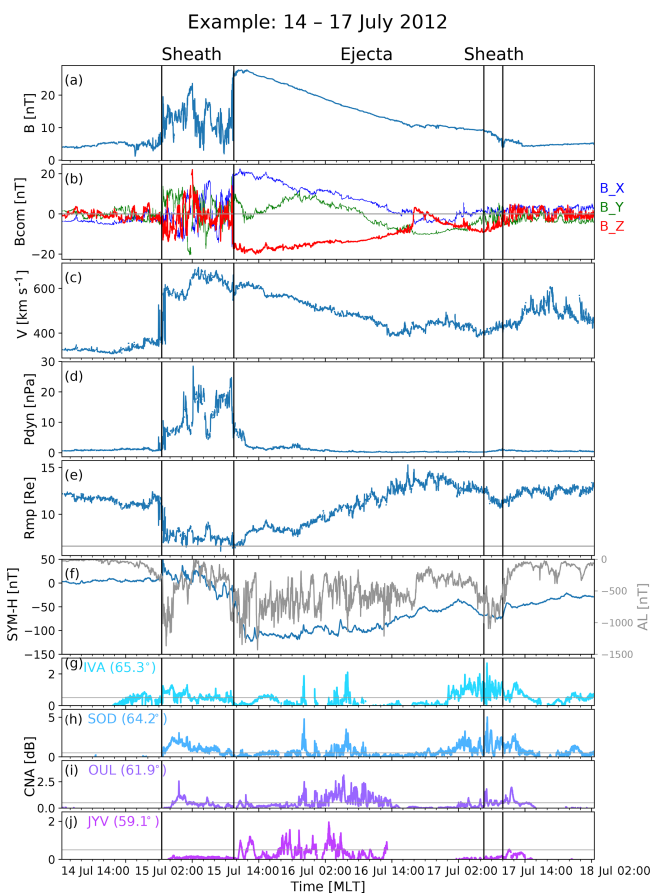 Example: 14 – 17 July 2012
Sheath Ejecta Sheath
(a)
B [nT]
20
10
0
(b)
Bcom [nT]
20
0
−20
B_X
B_Y
B_Z
(c)
V [km s⁻¹]
600
400
(d)
Pdyn [nPa]
30
20
10
0
(e)
Rmp [Re]
15
10
(f)
SYM-H [nT]
50
0
−50
−100
−150
AL [nT]
0
−500
−1000
−1500
(g) IVA (65.3°)
2
0
(h) SOD (64.2°)
5
0
CNA [dB]
(i) OUL (61.9°)
2.5
0.0
(j) JYV (59.1°)
2
0
14 Jul 14:00 15 Jul 02:00 15 Jul 14:00 16 Jul 02:00 16 Jul 14:00 17 Jul 02:00 17 Jul 14:00 18 Jul 02:00
Time [MLT]